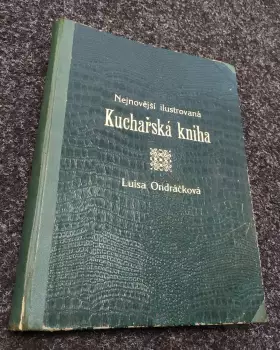 Nejnovější ilustrovaná
Kuchařská kniha
Luisa Ondráčková